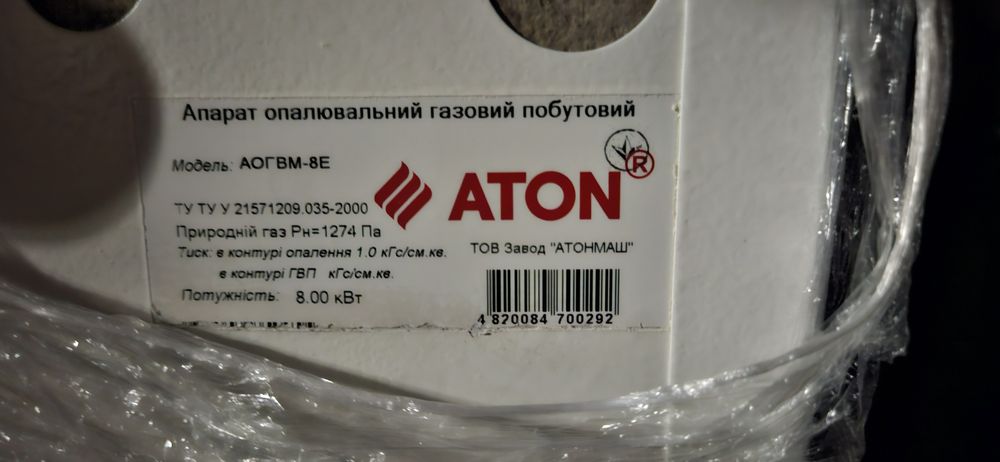 Апарат опалювальний газовий побутовий
Модель: АОГВМ-8Е
®
ATON
ТУ ТУ У 21571209.035-2000
Природній газ Рн=1274 Па
Тиск: в контурі опалення 1.0 кГс/см.кв.
в контурі ГВП кГс/см.кв.
Потужність: 8.00 кВт
ТОВ Завод "АТОНМАШ"
4 820084 700292